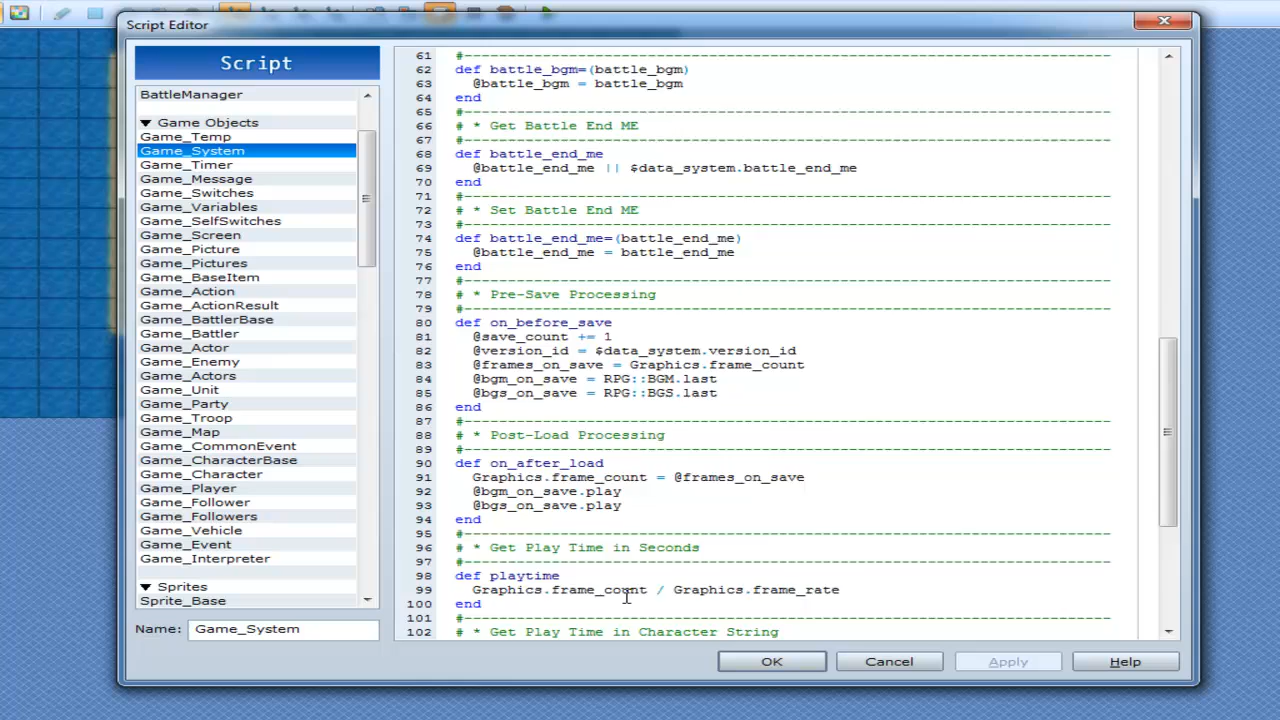 Script Editor
Script
BattleManager
▼ Game Objects
Game_Temp
Game_System
Game_Timer
Game_Message
Game_Switches
Game_Variables
Game_SelfSwitches
Game_Screen
Game_Picture
Game_Pictures
Game_BaseItem
Game_Action
Game_ActionResult
Game_BattlerBase
Game_Battler
Game_Actor
Game_Enemy
Game_Actors
Game_Unit
Game_Party
Game_Troop
Game_Map
Game_CommonEvent
Game_CharacterBase
Game_Character
Game_Player
Game_Follower
Game_Followers
Game_Vehicle
Game_Event
Game_Interpreter
▼ Sprites
Sprite_Base
Name: Game_System
61 #--------------------------------------------------------------------------
62 def battle_bgm=(battle_bgm)
63 @battle_bgm = battle_bgm
64 end
65 #--------------------------------------------------------------------------
66 # * Get Battle End ME
67 #--------------------------------------------------------------------------
68 def battle_end_me
69 @battle_end_me || $data_system.battle_end_me
70 end
71 #--------------------------------------------------------------------------
72 # * Set Battle End ME
73 #--------------------------------------------------------------------------
74 def battle_end_me=(battle_end_me)
75 @battle_end_me = battle_end_me
76 end
77 #--------------------------------------------------------------------------
78 # * Pre-Save Processing
79 #--------------------------------------------------------------------------
80 def on_before_save
81 @save_count += 1
82 @version_id = $data_system.version_id
83 @frames_on_save = Graphics.frame_count
84 @bgm_on_save = RPG::BGM.last
85 @bgs_on_save = RPG::BGS.last
86 end
87 #--------------------------------------------------------------------------
88 # * Post-Load Processing
89 #--------------------------------------------------------------------------
90 def on_after_load
91 Graphics.frame_count = @frames_on_save
92 @bgm_on_save.play
93 @bgs_on_save.play
94 end
95 #--------------------------------------------------------------------------
96 # * Get Play Time in Seconds
97 #--------------------------------------------------------------------------
98 def playtime
99 Graphics.frame_count / Graphics.frame_rate
100 end
101 #--------------------------------------------------------------------------
102 # * Get Play Time in Character String
OK Cancel Apply Help